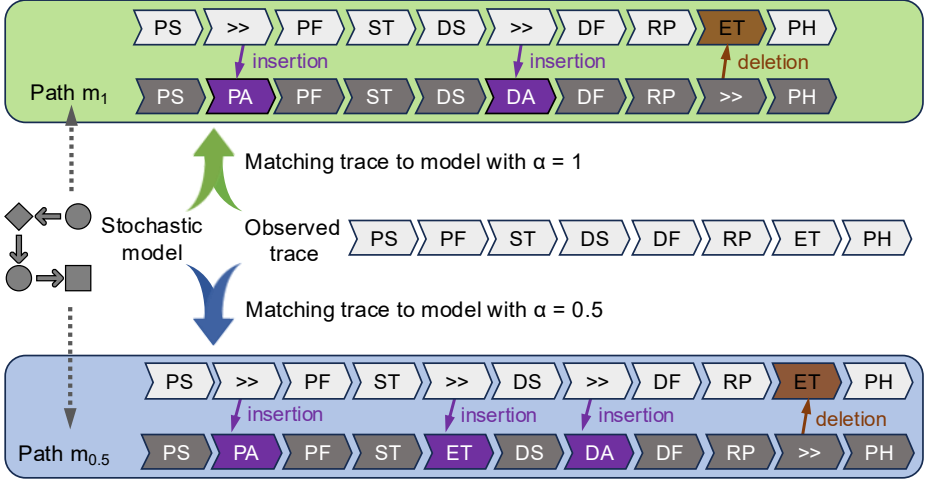 PS >> PF ST DS >> DF RP ET PH
insertion insertion deletion
Path m1
PS PA PF ST DS DA DF RP >> PH
Matching trace to model with α = 1
Stochastic model
Observed trace
PS PF ST DS DF RP ET PH
Matching trace to model with α = 0.5
PS >> PF ST >> DS >> DF RP ET PH
insertion insertion insertion deletion
Path m0.5
PS PA PF ST ET DS DA DF RP >> PH